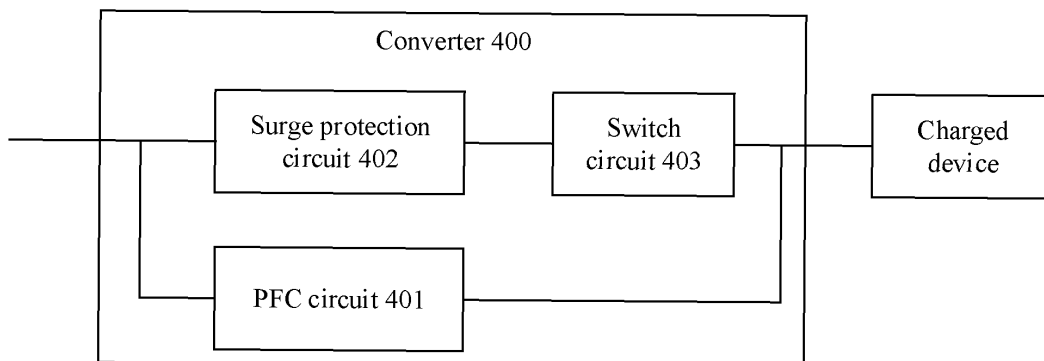 Converter 400
Surge protection
circuit 402
Switch
circuit 403
Charged
device
PFC circuit 401